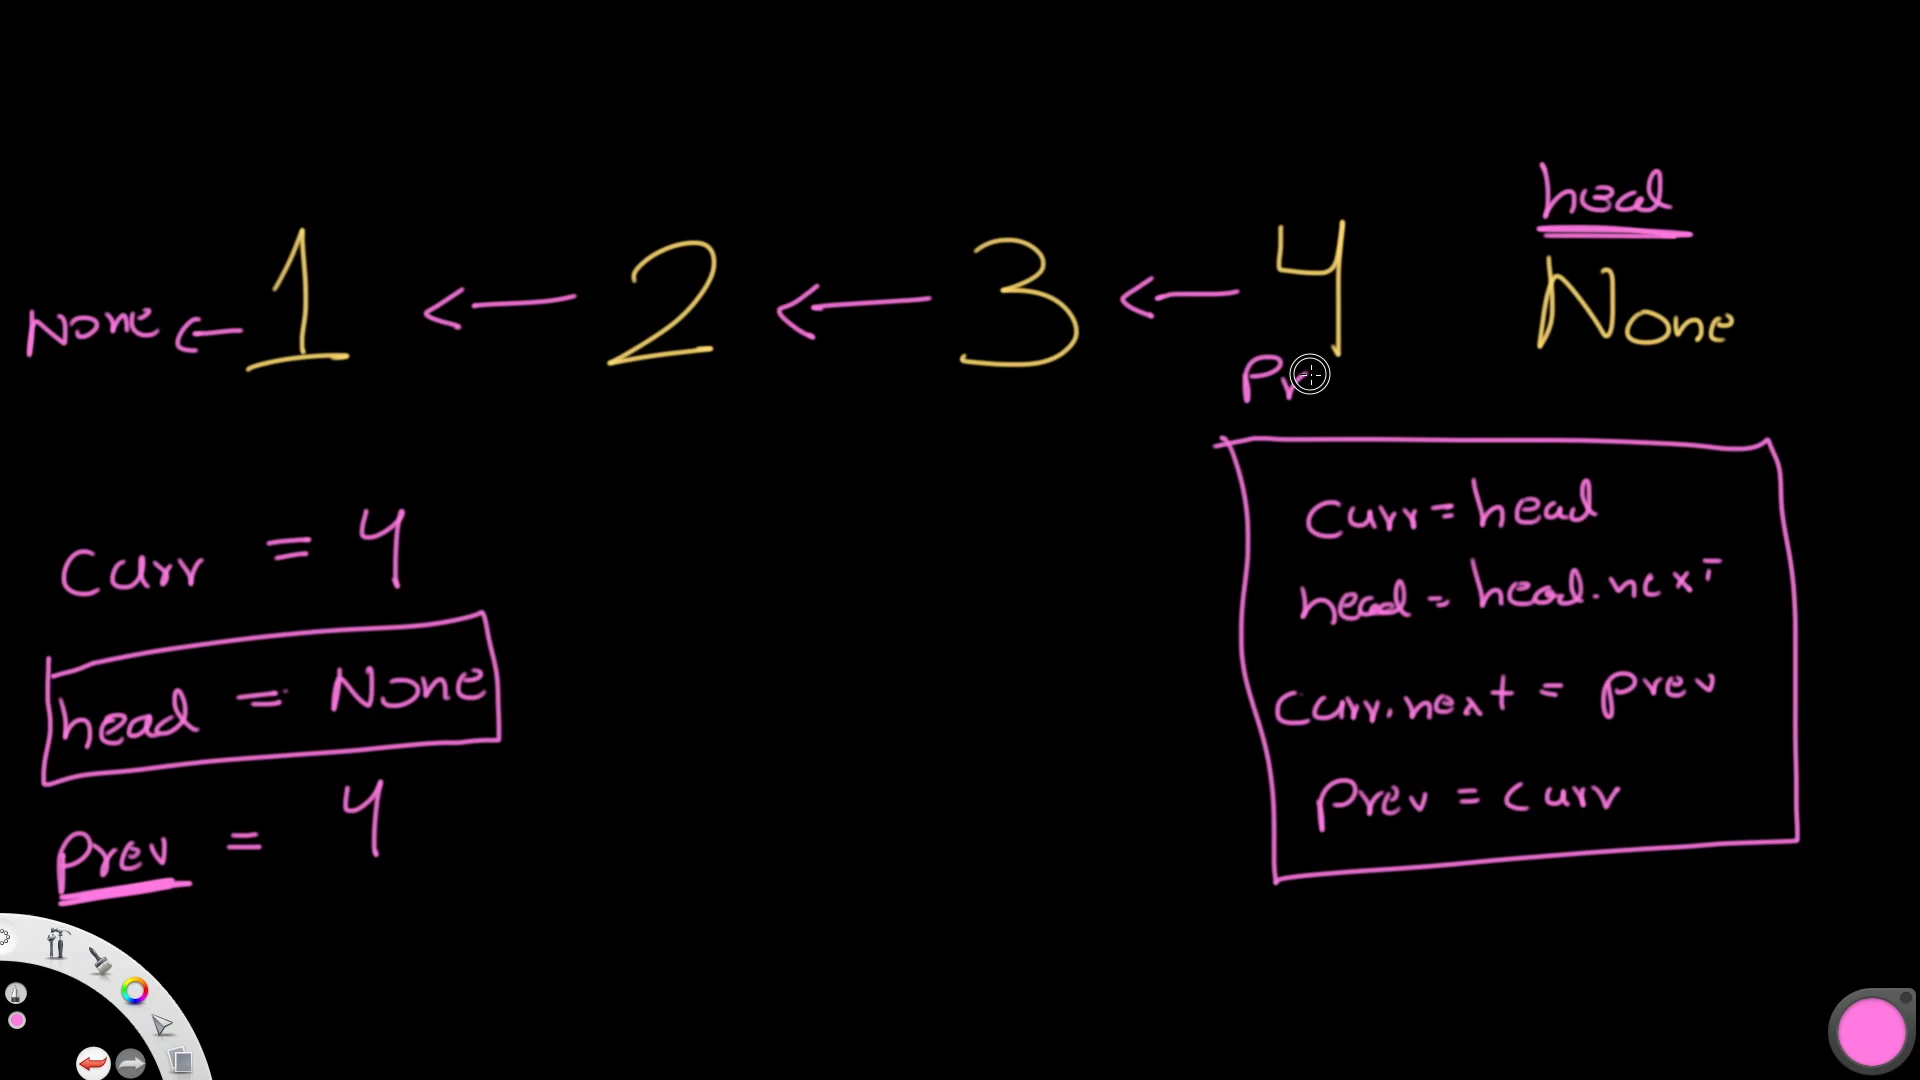 head
None ← 1 ← 2 ← 3 ← 4 None
Pr
Curr = 4
head = None
Prev = 4
Curr = head
head = head.next
Curr.next = prev
Prev = curr